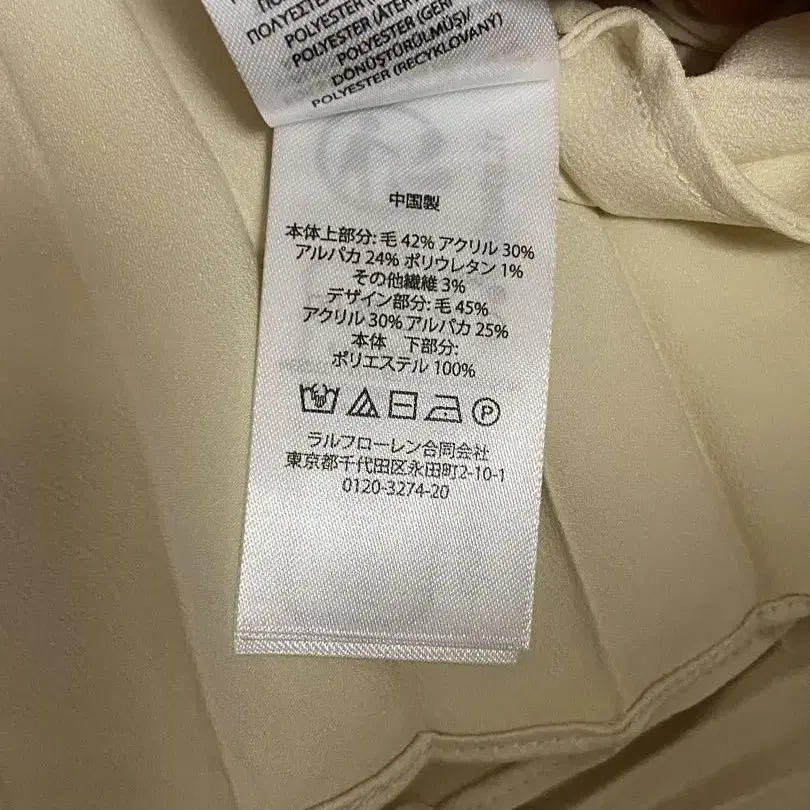 ΠΟΛΥΕΣΤΕ
POLYESTER
POLYESTER (ATER
POLYESTER (GERİ
DÖNÜŞTÜRÜLMÜŞ)/
POLYESTER (RECYKLOVANÝ)
中国製
本体上部分: 毛 42% アクリル 30%
アルパカ 24% ポリウレタン 1%
その他繊維 3%
デザイン部分: 毛 45%
アクリル 30% アルパカ 25%
本体 下部分:
ポリエステル 100%
P
ラルフローレン合同会社
東京都千代田区永田町2-10-1
0120-3274-20